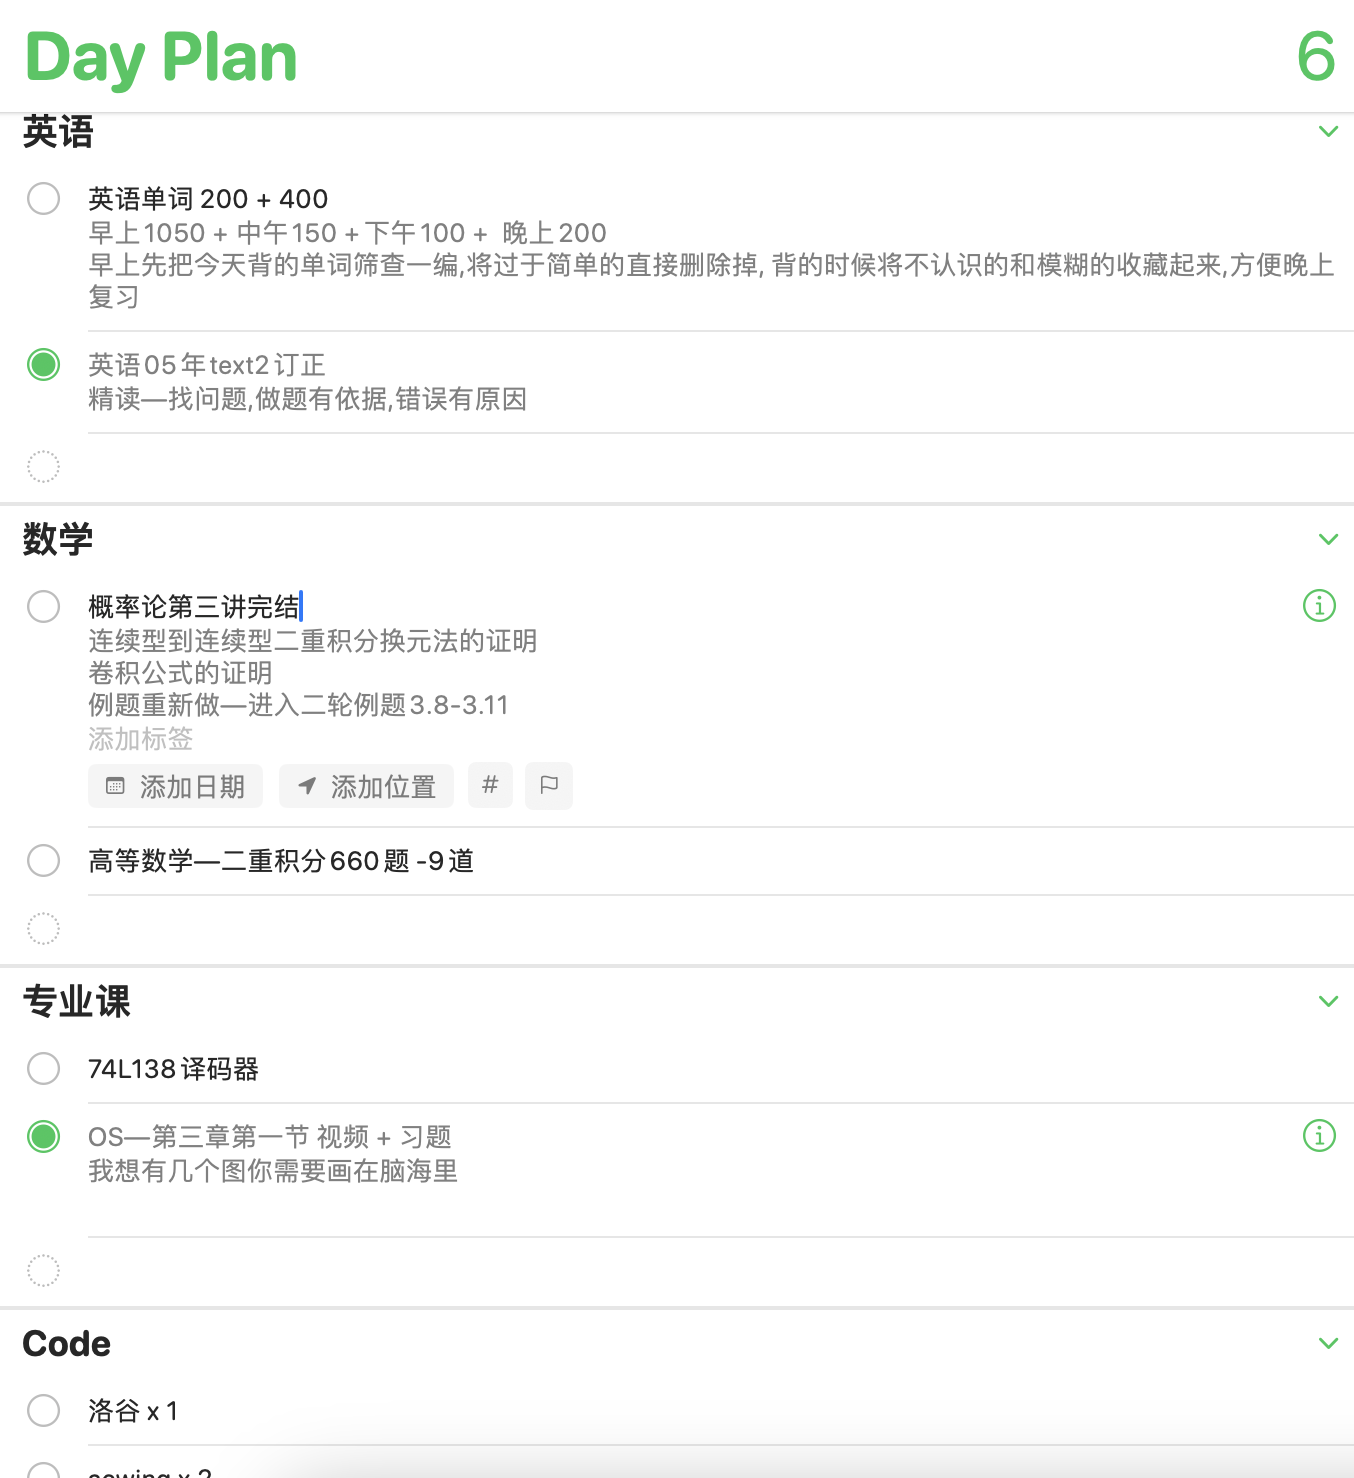 Day Plan
6
英语
英语单词 200 + 400
早上1050 + 中午150 +下午100 + 晚上200
早上先把今天背的单词筛查一编,将过于简单的直接删除掉, 背的时候将不认识的和模糊的收藏起来,方便晚上
复习
英语05年text2订正
精读—找问题,做题有依据,错误有原因
数学
概率论第三讲完结
连续型到连续型二重积分换元法的证明
卷积公式的证明
例题重新做—进入二轮例题3.8-3.11
添加标签
添加日期 添加位置 #
高等数学—二重积分660题 -9道
专业课
74L138译码器
OS—第三章第一节 视频 + 习题
我想有几个图你需要画在脑海里
Code
洛谷 x 1
acwing x 2